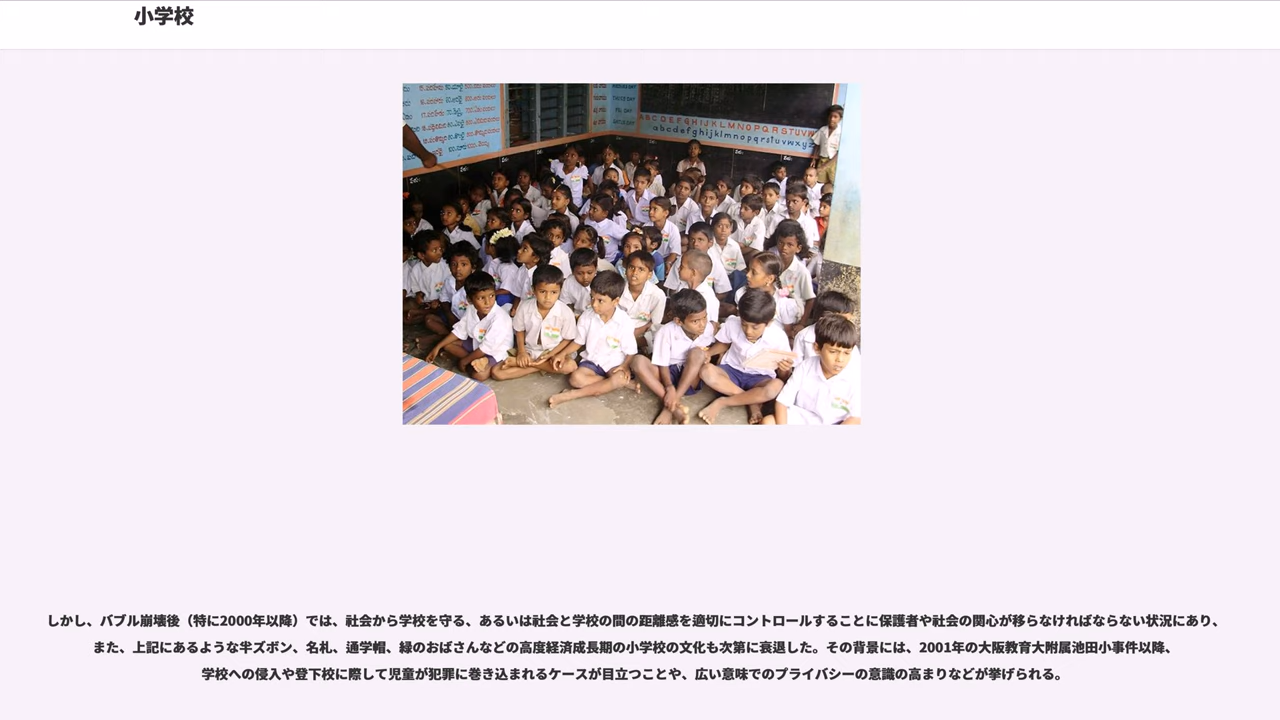 小学校
A B C D E F G H I J K L M N O P Q R S T U V W
a b c d e f g h i j k l m n o p q r s t u v w x y z
しかし、バブル崩壊後（特に2000年以降）では、社会から学校を守る、あるいは社会と学校の間の距離感を適切にコントロールすることに保護者や社会の関心が移らなければならない状況にあり、
また、上記にあるような半ズボン、名札、通学帽、緑のおばさんなどの高度経済成長期の小学校の文化も次第に衰退した。その背景には、2001年の大阪教育大附属池田小事件以降、
学校への侵入や登下校に際して児童が犯罪に巻き込まれるケースが目立つことや、広い意味でのプライバシーの意識の高まりなどが挙げられる。